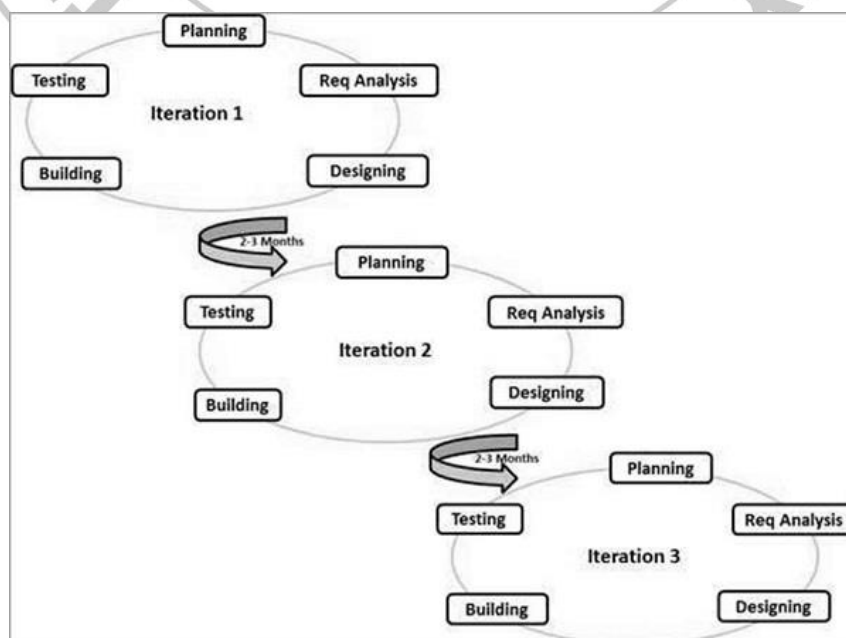 Planning
Testing
Req Analysis
Iteration 1
Building
Designing
2-3 Months
Planning
Testing
Req Analysis
Iteration 2
Building
Designing
2-3 Months
Planning
Testing
Req Analysis
Iteration 3
Building
Designing